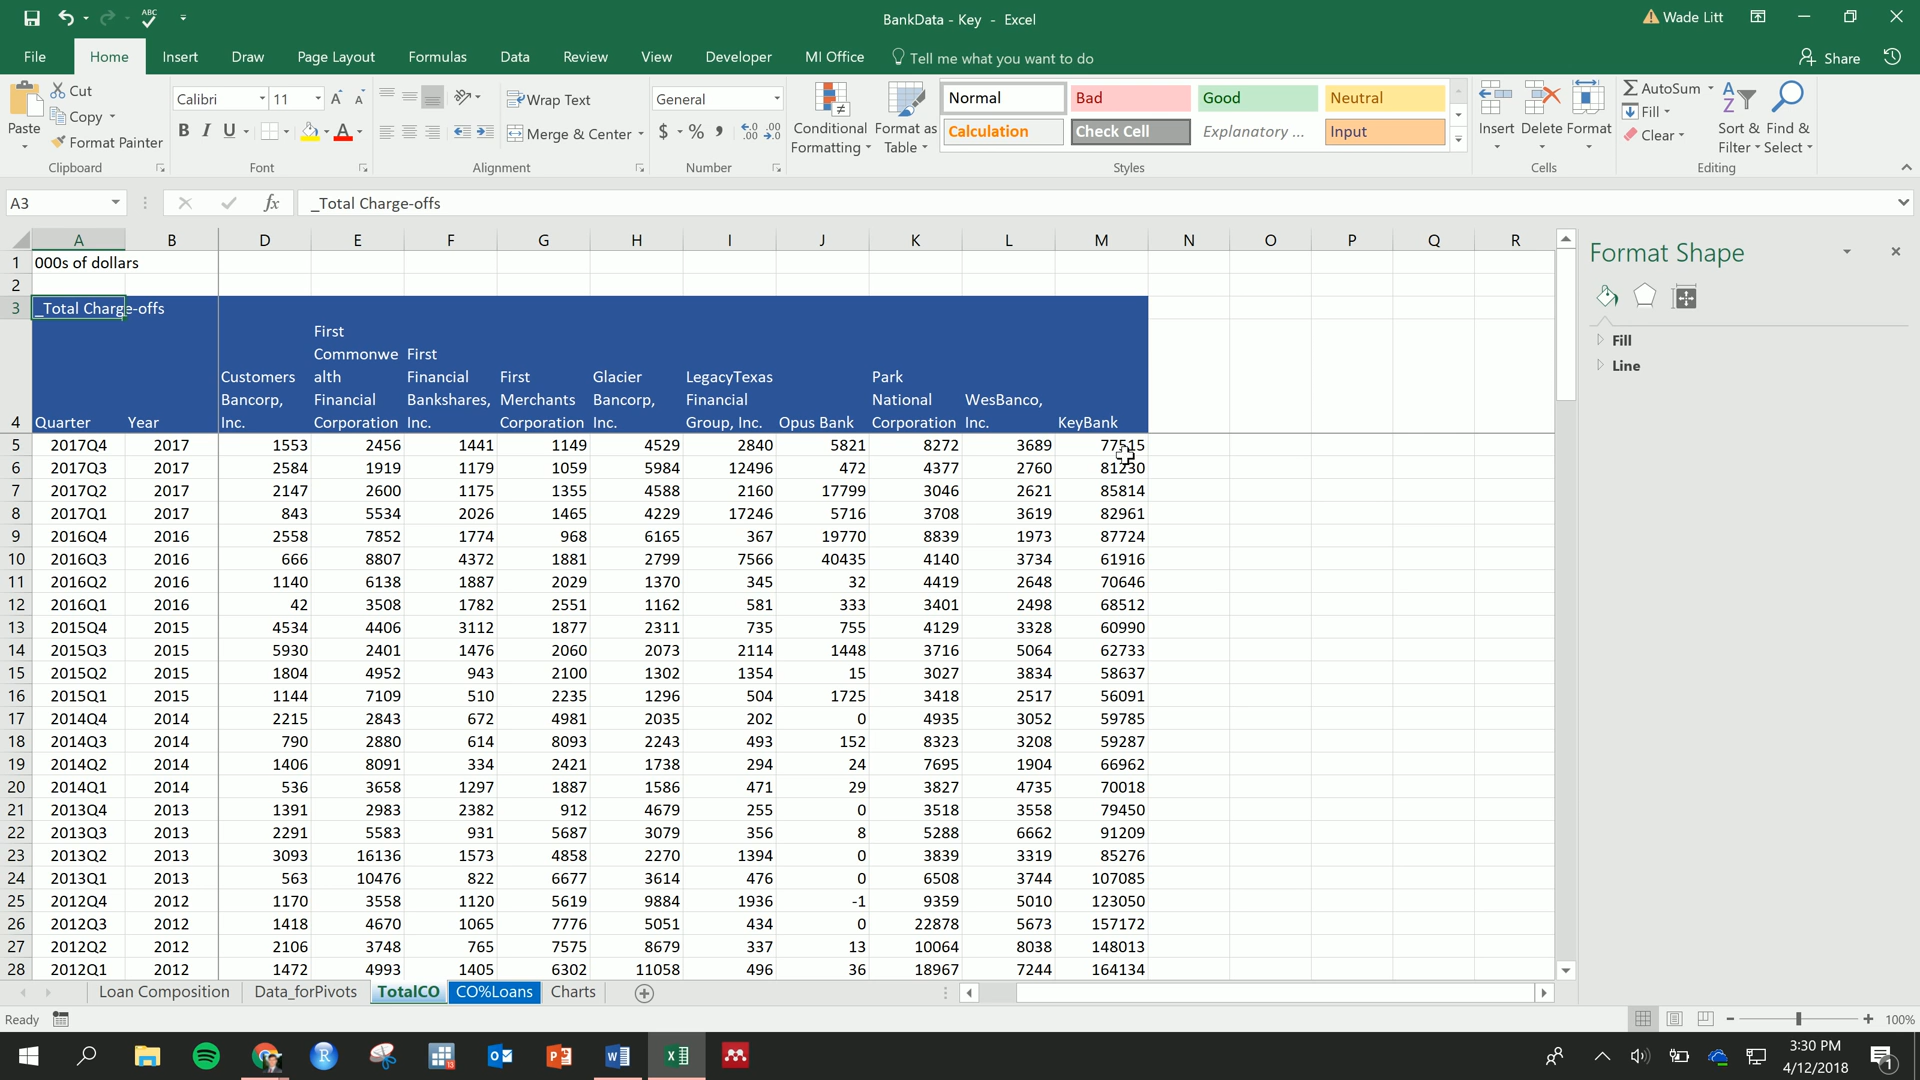 ABC
BankData - Key - Excel
Wade Litt
File Home Insert Draw Page Layout Formulas Data Review View Developer MI Office Tell me what you want to do
Share
Paste
Cut
Copy
Format Painter
Clipboard
Calibri 11 A A
B I U A
Font
Wrap Text
Merge & Center
Alignment
General
$ % , .00 .0
Number
Conditional Formatting
Format as Table
Normal Bad Good Neutral
Calculation Check Cell Explanatory ... Input
Styles
Insert Delete Format
Cells
AutoSum
Fill
Clear
Sort & Filter
Find & Select
Editing
A3 fx _Total Charge-offs
A B D E F G H I J K L M N O P Q R
1 000s of dollars
2
3 _Total Charge-offs
4 Quarter Year Customers Bancorp, Inc. First Commonwealth Financial Corporation First Financial Bankshares, Inc. First Merchants Corporation Glacier Bancorp, Inc. LegacyTexas Financial Group, Inc. Opus Bank Park National Corporation WesBanco, Inc. KeyBank
5 2017Q4 2017 1553 2456 1441 1149 4529 2840 5821 8272 3689 77515
6 2017Q3 2017 2584 1919 1179 1059 5984 12496 472 4377 2760 81230
7 2017Q2 2017 2147 2600 1175 1355 4588 2160 17799 3046 2621 85814
8 2017Q1 2017 843 5534 2026 1465 4229 17246 5716 3708 3619 82961
9 2016Q4 2016 2558 7852 1774 968 6165 367 19770 8839 1973 87724
10 2016Q3 2016 666 8807 4372 1881 2799 7566 40435 4140 3734 61916
11 2016Q2 2016 1140 6138 1887 2029 1370 345 32 4419 2648 70646
12 2016Q1 2016 42 3508 1782 2551 1162 581 333 3401 2498 68512
13 2015Q4 2015 4534 4406 3112 1877 2311 735 755 4129 3328 60990
14 2015Q3 2015 5930 2401 1476 2060 2073 2114 1448 3716 5064 62733
15 2015Q2 2015 1804 4952 943 2100 1302 1354 15 3027 3834 58637
16 2015Q1 2015 1144 7109 510 2235 1296 504 1725 3418 2517 56091
17 2014Q4 2014 2215 2843 672 4981 2035 202 0 4935 3052 59785
18 2014Q3 2014 790 2880 614 8093 2243 493 152 8323 3208 59287
19 2014Q2 2014 1406 8091 334 2421 1738 294 24 7695 1904 66962
20 2014Q1 2014 536 3658 1297 1887 1586 471 29 3827 4735 70018
21 2013Q4 2013 1391 2983 2382 912 4679 255 0 3518 3558 79450
22 2013Q3 2013 2291 5583 931 5687 3079 356 8 5288 6662 91209
23 2013Q2 2013 3093 16136 1573 4858 2270 1394 0 3839 3319 85276
24 2013Q1 2013 563 10476 822 6677 3614 476 0 6508 3744 107085
25 2012Q4 2012 1170 3558 1120 5619 9884 1936 -1 9359 5010 123050
26 2012Q3 2012 1418 4670 1065 7776 5051 434 0 22878 5673 157172
27 2012Q2 2012 2106 3748 765 7575 8679 337 13 10064 8038 148013
28 2012Q1 2012 1472 4993 1405 6302 11058 496 36 18967 7244 164134
Format Shape
Fill
Line
Loan Composition Data_forPivots TotalCO CO%Loans Charts
Ready
100%
3:30 PM
4/12/2018
1